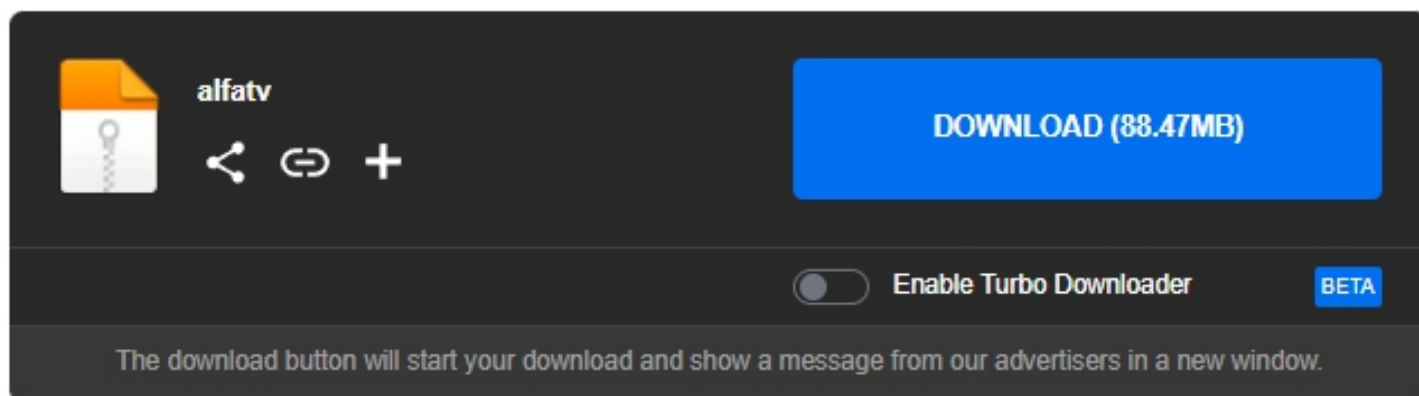 alfatv
DOWNLOAD (88.47MB)
Enable Turbo Downloader
BETA
The download button will start your download and show a message from our advertisers in a new window.